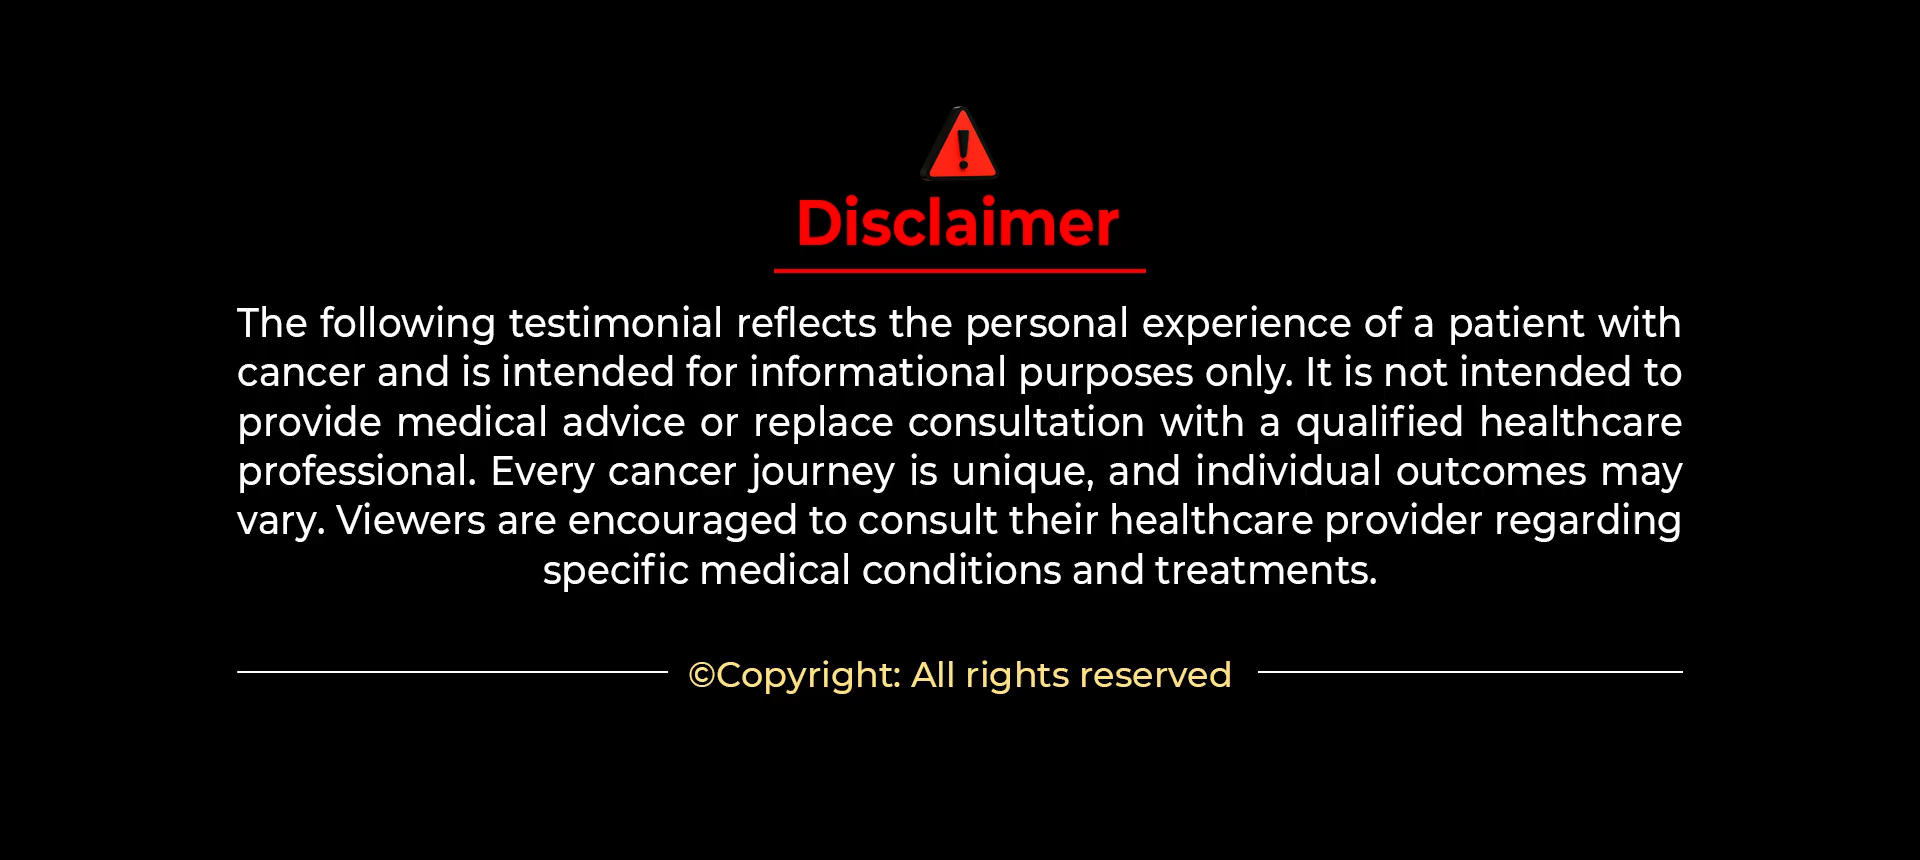 Disclaimer
The following testimonial reflects the personal experience of a patient with
cancer and is intended for informational purposes only. It is not intended to
provide medical advice or replace consultation with a qualified healthcare
professional. Every cancer journey is unique, and individual outcomes may
vary. Viewers are encouraged to consult their healthcare provider regarding
specific medical conditions and treatments.
©Copyright: All rights reserved